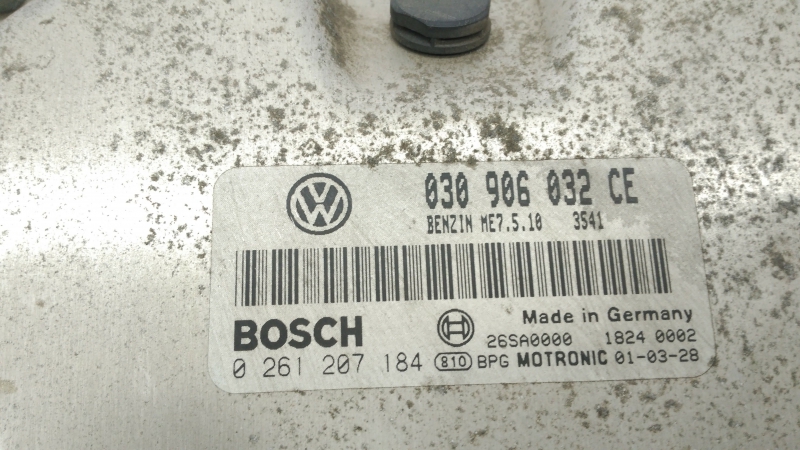 030 906 032 CE
BENZIN ME7.5.10 3541
Made in Germany
BOSCH
26SA0000 1824 0002
0 261 207 184 810 BPG MOTRONIC 01-03-28